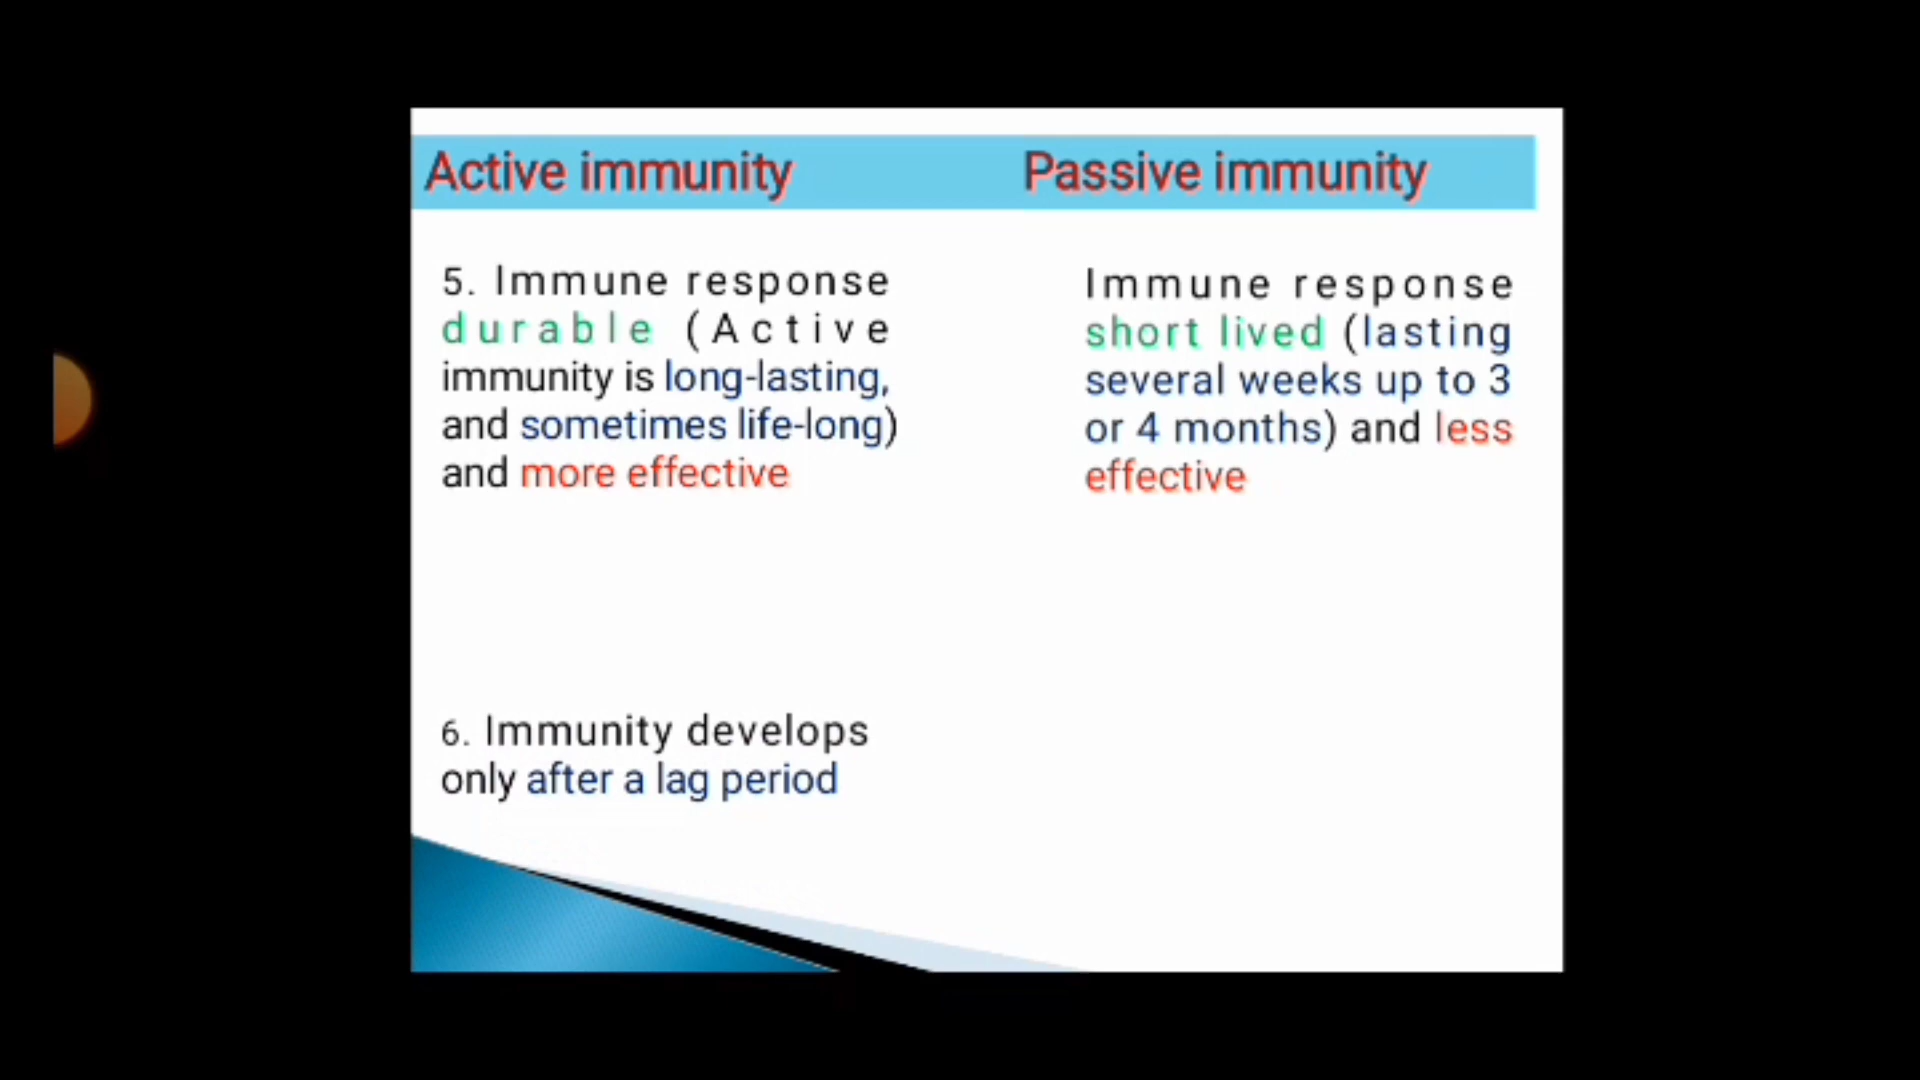 Active immunity
Passive immunity
5. Immune response
durable (Active
immunity is long-lasting,
and sometimes life-long)
and more effective
Immune response
short lived (lasting
several weeks up to 3
or 4 months) and less
effective
6. Immunity develops
only after a lag period